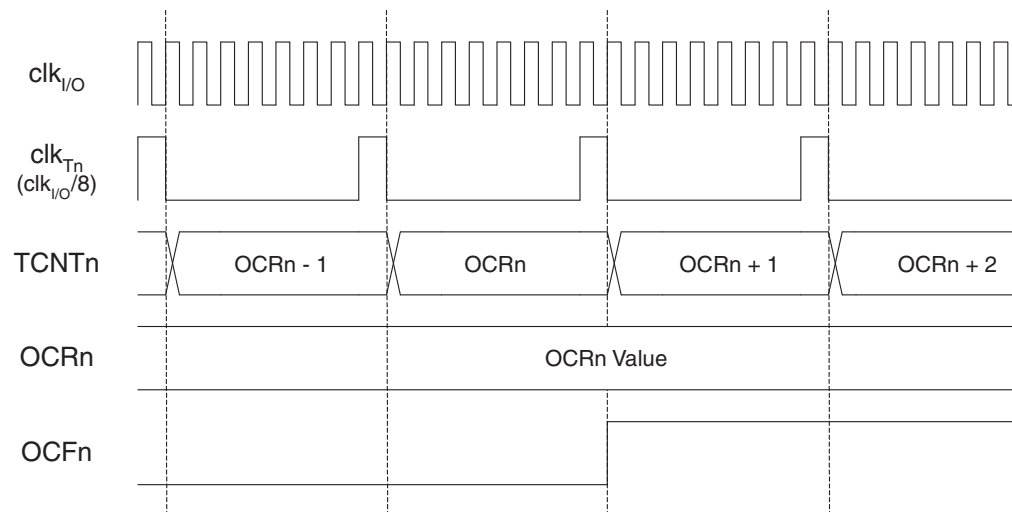 clkI/O
clkTn
(clkI/O/8)
TCNTn OCRn - 1 OCRn OCRn + 1 OCRn + 2
OCRn OCRn Value
OCFn